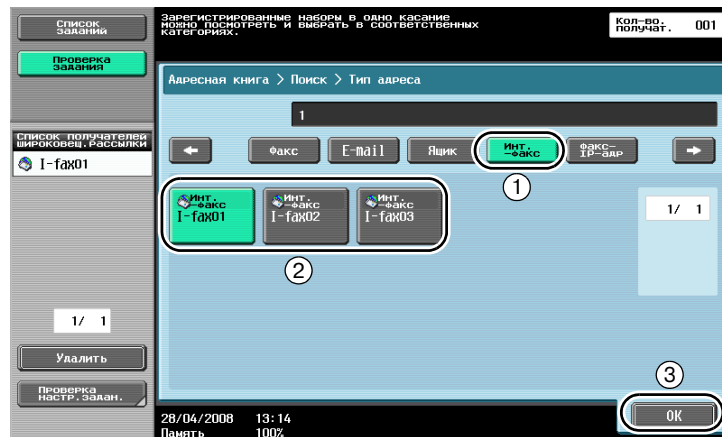 Список
заданий
Проверка
задания
Список получателей
широковещ.рассылки
I-fax01
1/ 1
Удалить
Проверка
настр.задан.
Зарегистрированные наборы в одно касание
можно посмотреть и выбрать в соответственных
категориях.
Кол-во.
получат. 001
Адресная книга > Поиск > Тип адреса
1
Факс
E-mail
Ящик
Инт.
-факс
Факс-
IP-адр
1
Инт.
-факс
I-fax01
Инт.
-факс
I-fax02
Инт.
-факс
I-fax03
1/ 1
2
3
OK
28/04/2008 13:14
Память 100%